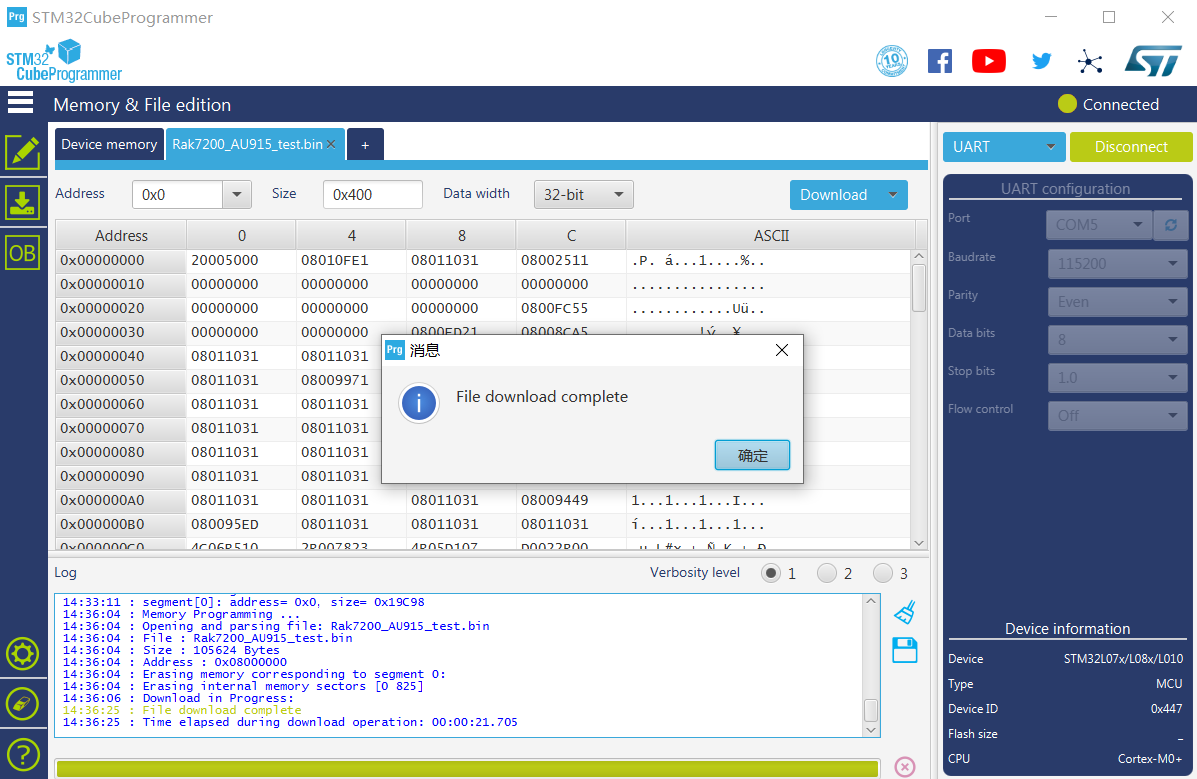 Prg STM32CubeProgrammer
STM32
CubeProgrammer
10
Memory & File edition
Connected
Device memory Rak7200_AU915_test.bin × +
UART Disconnect
Address 0x0 Size 0x400 Data width 32-bit Download
Address 0 4 8 C ASCII
0x00000000 20005000 08010FE1 08011031 08002511 .P. á...1....%..
0x00000010 00000000 00000000 00000000 00000000 ................
0x00000020 00000000 00000000 00000000 0800FC55 ............Uü..
0x00000030 00000000 00000000 0800ED21 08008CA5
0x00000040 08011031 08011031
0x00000050 08011031 08009971
0x00000060 08011031 08011031
0x00000070 08011031 08011031
0x00000080 08011031 08011031
0x00000090 08011031 08011031
0x000000A0 08011031 08011031 08011031 08009449 1...1...1...I...
0x000000B0 080095ED 08011031 08011031 08011031 í...1...1...1...
0x000000C0 4C06B510 2B007823 4B05D107 D0022B00
Prg 消息
File download complete
确定
OB
UART configuration
Port COM5
Baudrate 115200
Parity Even
Data bits 8
Stop bits 1.0
Flow control Off
Log Verbosity level 1 2 3
14:33:11 : segment[0]: address= 0x0, size= 0x19C98
14:36:04 : Memory Programming ...
14:36:04 : Opening and parsing file: Rak7200_AU915_test.bin
14:36:04 : File : Rak7200_AU915_test.bin
14:36:04 : Size : 105624 Bytes
14:36:04 : Address : 0x08000000
14:36:04 : Erasing memory corresponding to segment 0:
14:36:04 : Erasing internal memory sectors [0 825]
14:36:06 : Download in Progress:
14:36:25 : File download complete
14:36:25 : Time elapsed during download operation: 00:00:21.705
Device information
Device STM32L07x/L08x/L010
Type MCU
Device ID 0x447
Flash size _
CPU Cortex-M0+